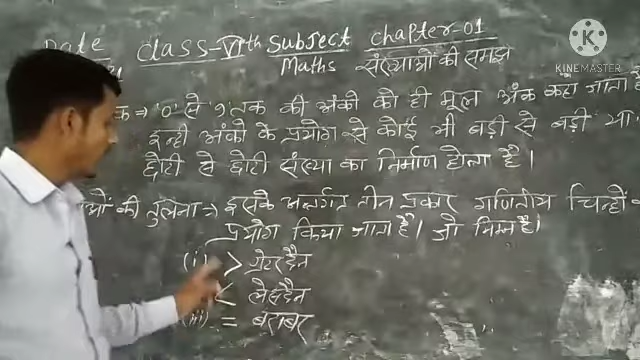 Date Class-VIth Subject Chapter-01
Maths संख्याओं की समझ
KINEMASTER
क ⇒ '0' से 9 तक की अंको को ही मूल अंक कहा जाता है
इन्ही अंको के प्रयोग से कोई भी बड़ी से बड़ी या
छोटी से छोटी संख्या का निर्माण होता है।
की तुलना ⇒ इसके अन्तर्गत तीन प्रकार गणितीय चिन्हों
प्रयोग किया जाता है। जो निम्न है।
(i) > ग्रेटर दैन
< लेस दैन
(iii) = बराबर